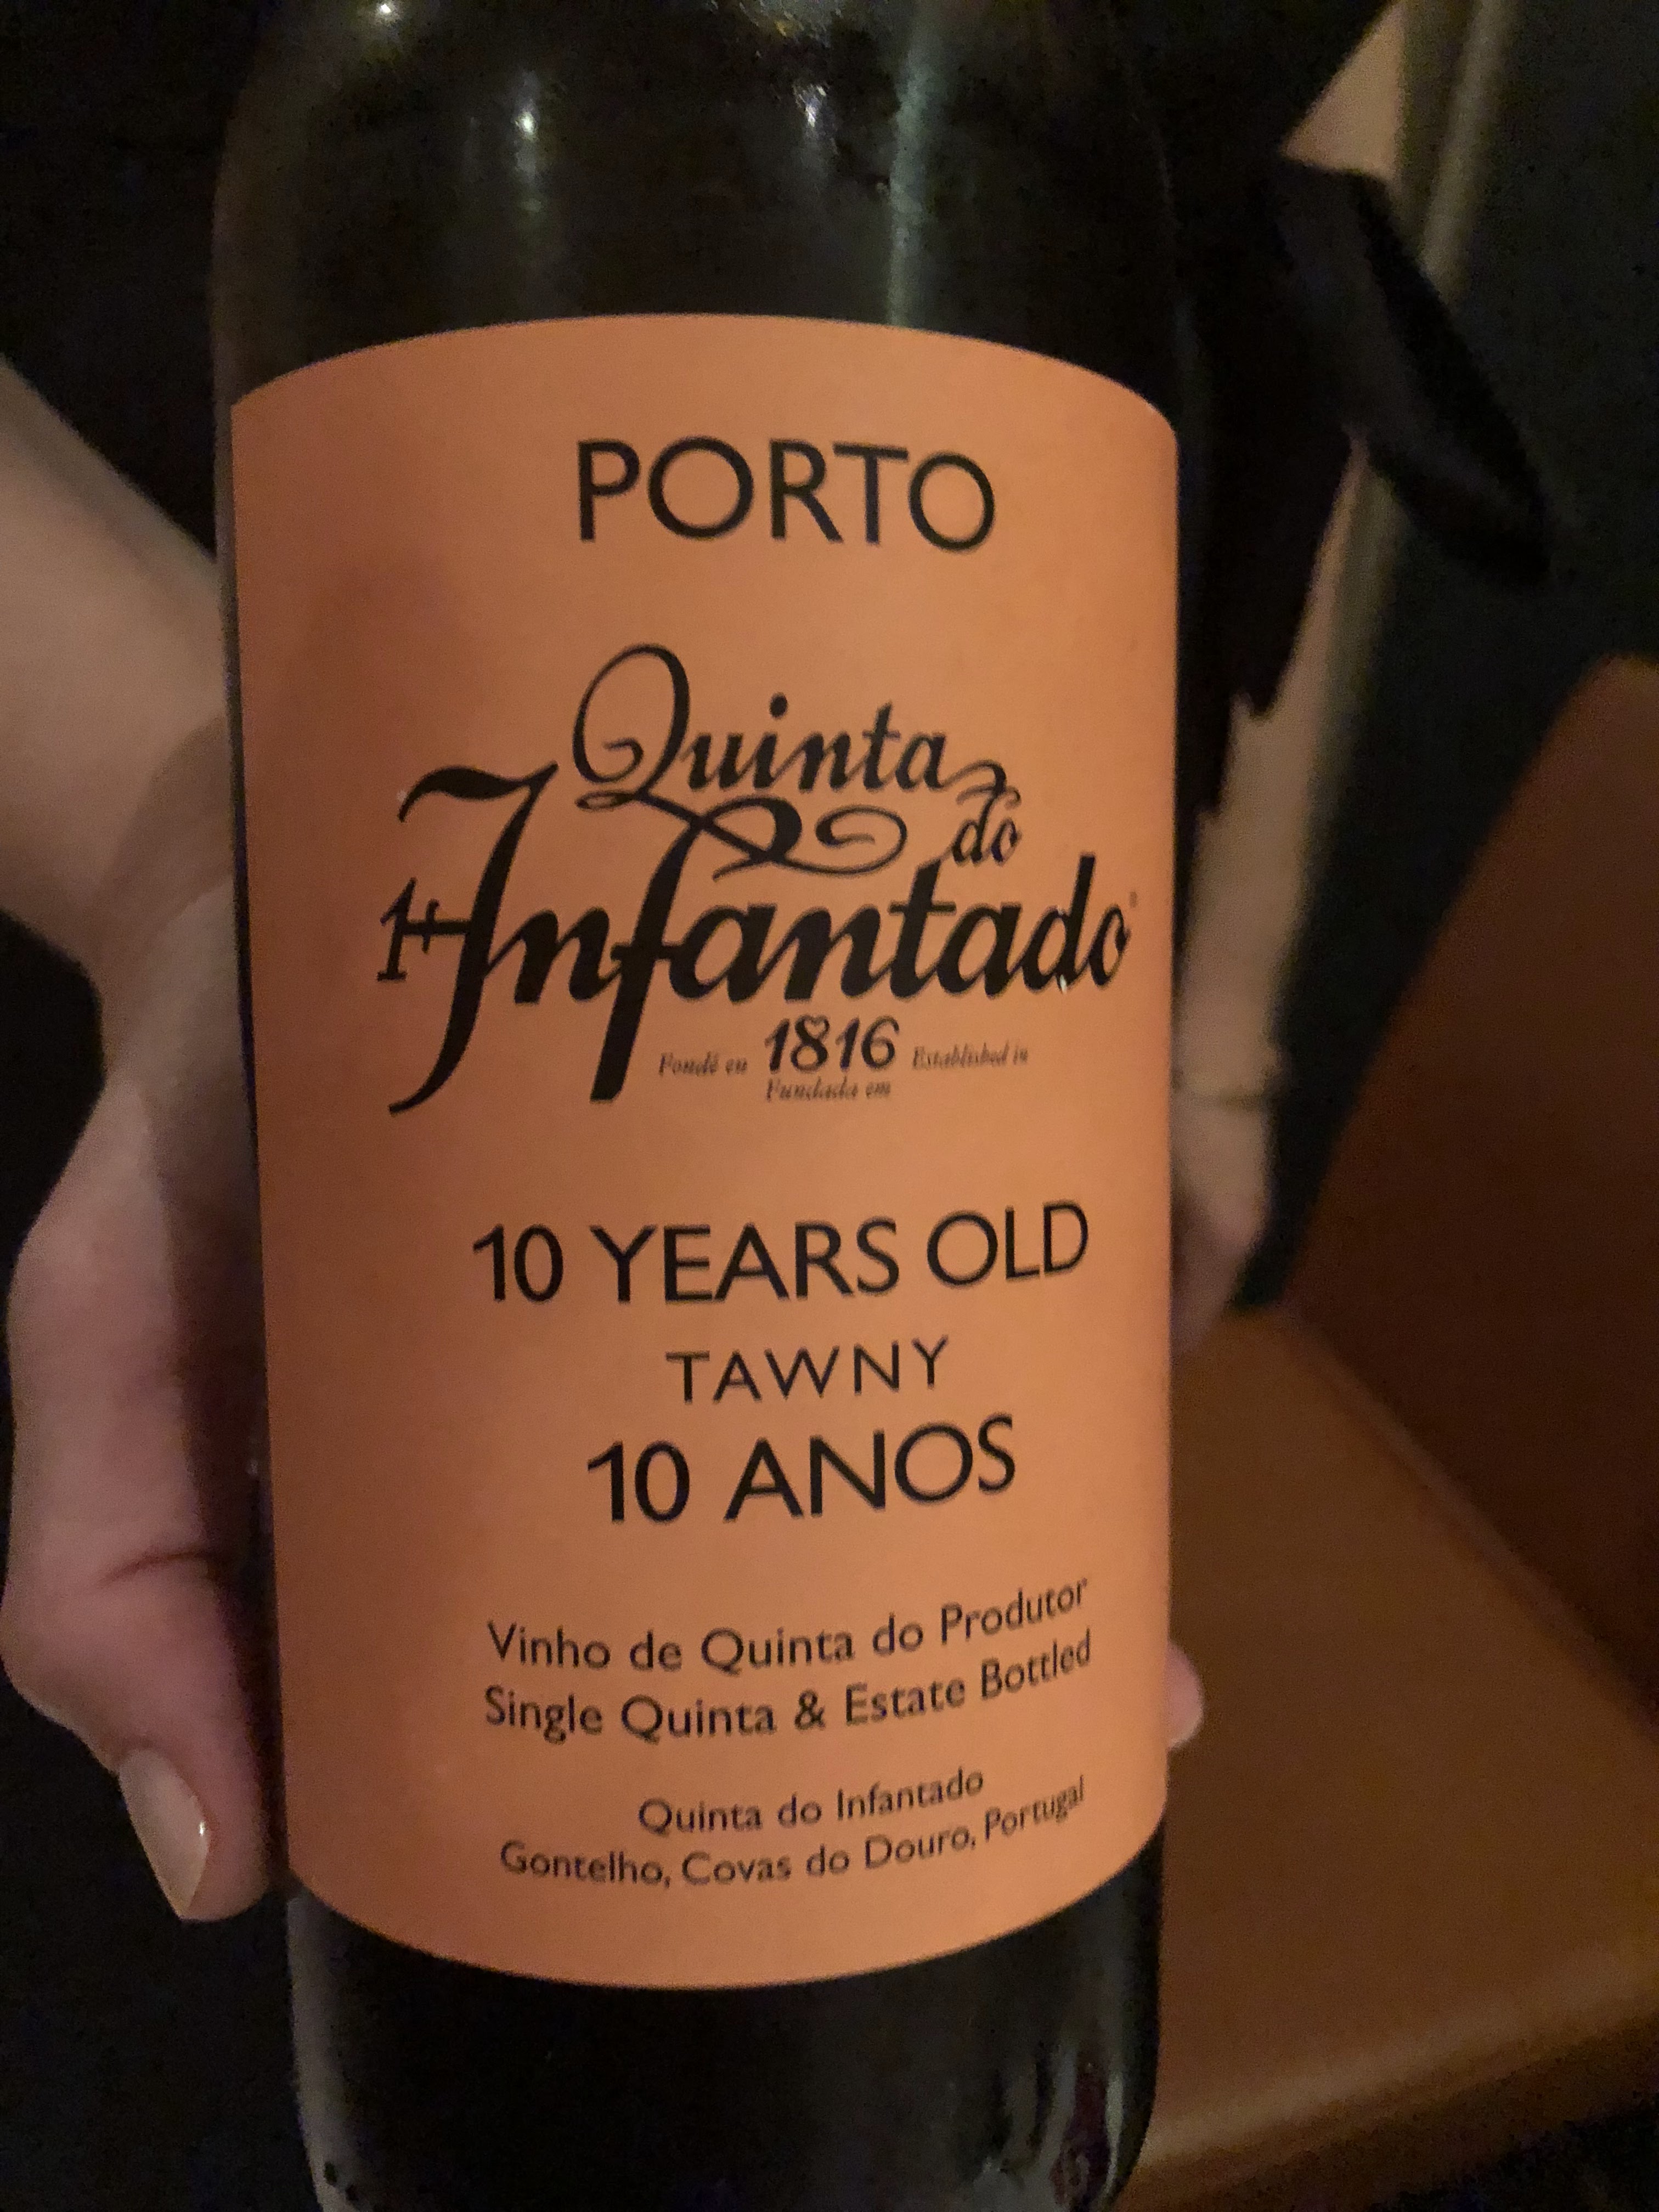 PORTO
Quinta
do
Infantado
1816
Fondé en
Established in
Fundada em
10 YEARS OLD
TAWNY
10 ANOS
Vinho de Quinta do Produtor
Single Quinta & Estate Bottled
Quinta do Infantado
Gontelho, Covas do Douro, Portugal